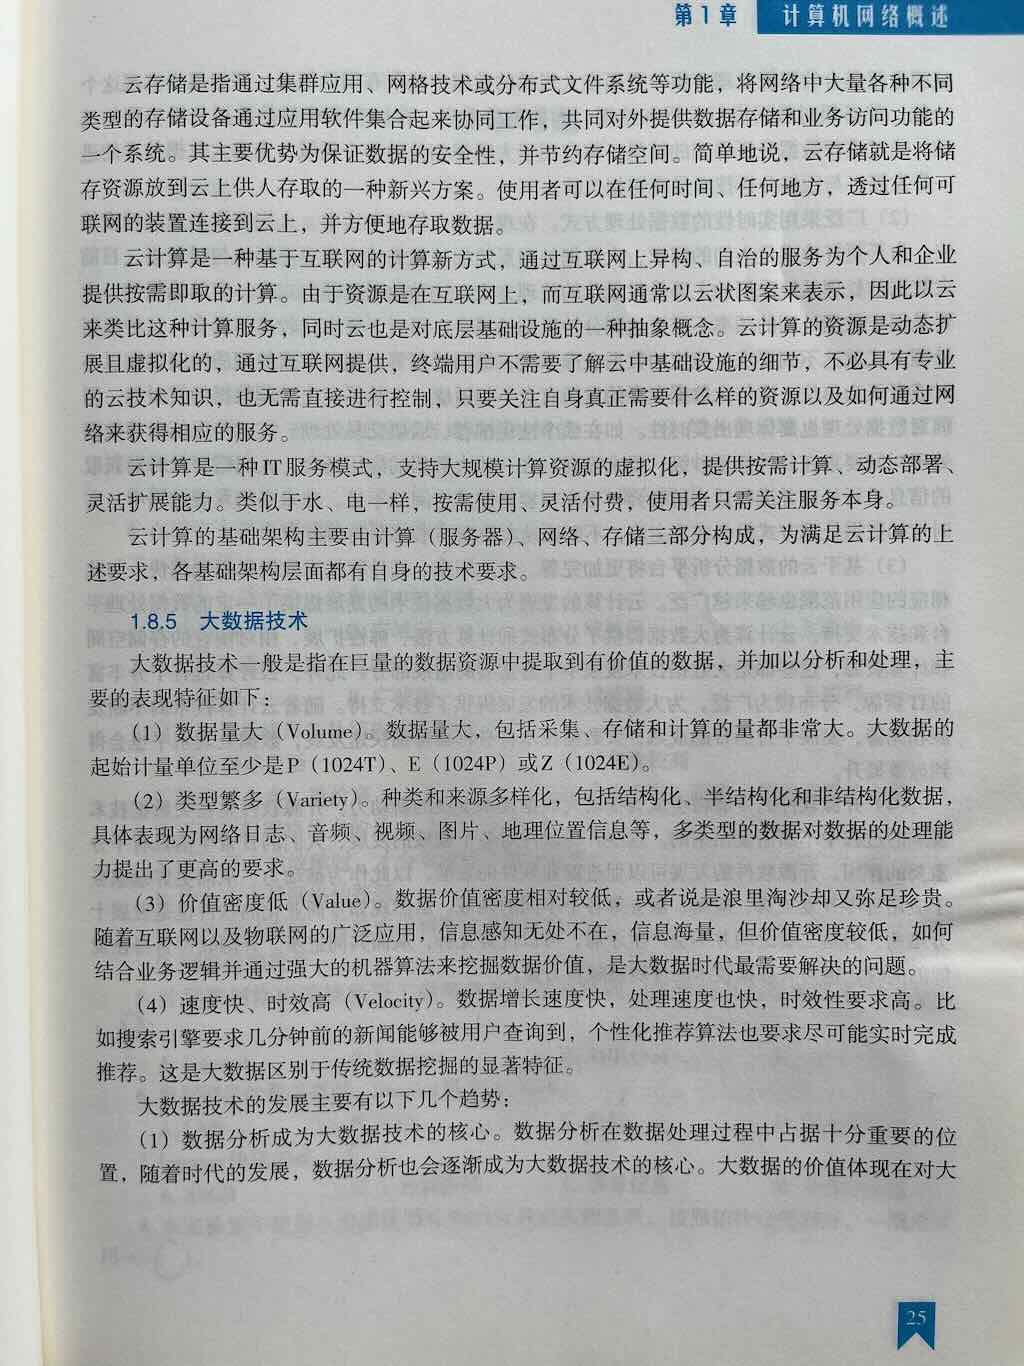 第1章 计算机网络概述
云存储是指通过集群应用、网格技术或分布式文件系统等功能，将网络中大量各种不同
类型的存储设备通过应用软件集合起来协同工作，共同对外提供数据存储和业务访问功能的
一个系统。其主要优势为保证数据的安全性，并节约存储空间。简单地说，云存储就是将储
存资源放到云上供人存取的一种新兴方案。使用者可以在任何时间、任何地方，透过任何可
联网的装置连接到云上，并方便地存取数据。
云计算是一种基于互联网的计算新方式，通过互联网上异构、自治的服务为个人和企业
提供按需即取的计算。由于资源是在互联网上，而互联网通常以云状图案来表示，因此以云
来类比这种计算服务，同时云也是对底层基础设施的一种抽象概念。云计算的资源是动态扩
展且虚拟化的，通过互联网提供，终端用户不需要了解云中基础设施的细节，不必具有专业
的云技术知识，也无需直接进行控制，只要关注自身真正需要什么样的资源以及如何通过网
络来获得相应的服务。
云计算是一种IT服务模式，支持大规模计算资源的虚拟化，提供按需计算、动态部署、
灵活扩展能力。类似于水、电一样，按需使用、灵活付费，使用者只需关注服务本身。
云计算的基础架构主要由计算（服务器）、网络、存储三部分构成，为满足云计算的上
述要求，各基础架构层面都有自身的技术要求。
1.8.5 大数据技术
大数据技术一般是指在巨量的数据资源中提取到有价值的数据，并加以分析和处理，主
要的表现特征如下：
（1）数据量大（Volume）。数据量大，包括采集、存储和计算的量都非常大。大数据的
起始计量单位至少是P（1024T）、E（1024P）或Z（1024E）。
（2）类型繁多（Variety）。种类和来源多样化，包括结构化、半结构化和非结构化数据，
具体表现为网络日志、音频、视频、图片、地理位置信息等，多类型的数据对数据的处理能
力提出了更高的要求。
（3）价值密度低（Value）。数据价值密度相对较低，或者说是浪里淘沙却又弥足珍贵。
随着互联网以及物联网的广泛应用，信息感知无处不在，信息海量，但价值密度较低，如何
结合业务逻辑并通过强大的机器算法来挖掘数据价值，是大数据时代最需要解决的问题。
（4）速度快、时效高（Velocity）。数据增长速度快，处理速度也快，时效性要求高。比
如搜索引擎要求几分钟前的新闻能够被用户查询到，个性化推荐算法也要求尽可能实时完成
推荐。这是大数据区别于传统数据挖掘的显著特征。
大数据技术的发展主要有以下几个趋势：
（1）数据分析成为大数据技术的核心。数据分析在数据处理过程中占据十分重要的位
置，随着时代的发展，数据分析也会逐渐成为大数据技术的核心。大数据的价值体现在对大
25